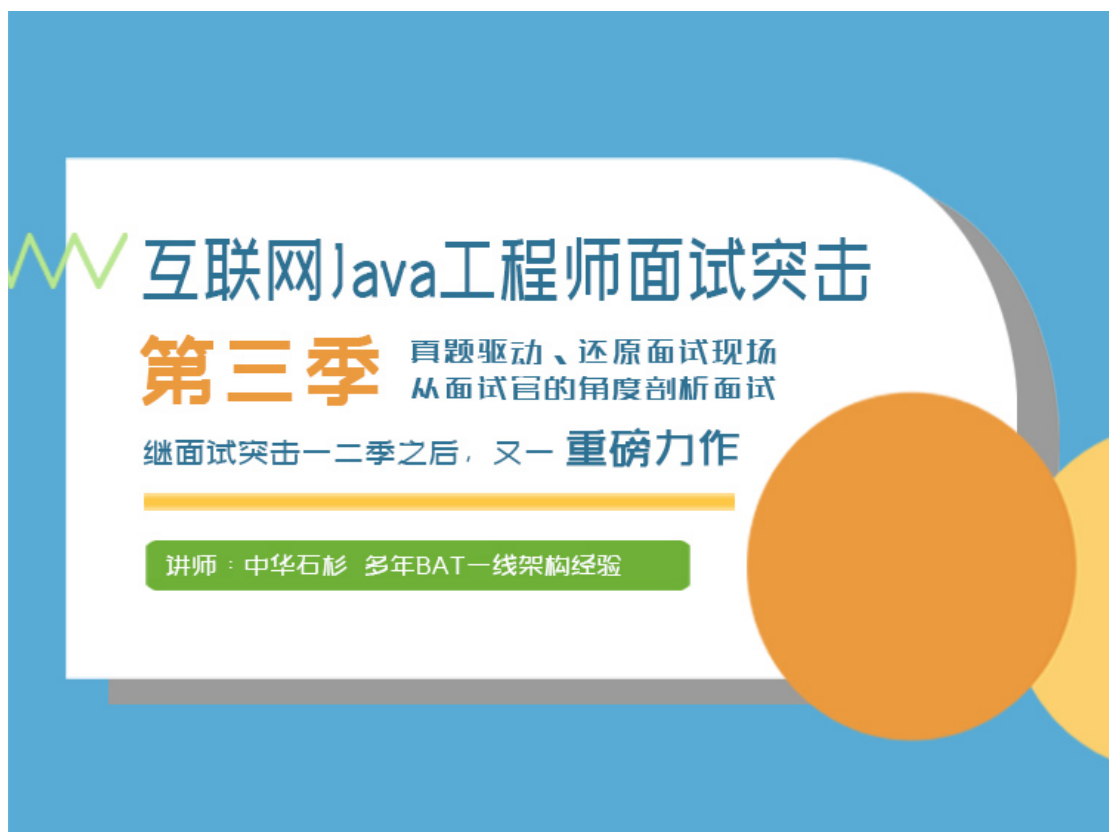 互联网Java工程师面试突击
第三季
真题驱动、还原面试现场
从面试官的角度剖析面试
继面试突击一二季之后，又一 重磅力作
讲师：中华石杉 多年BAT一线架构经验